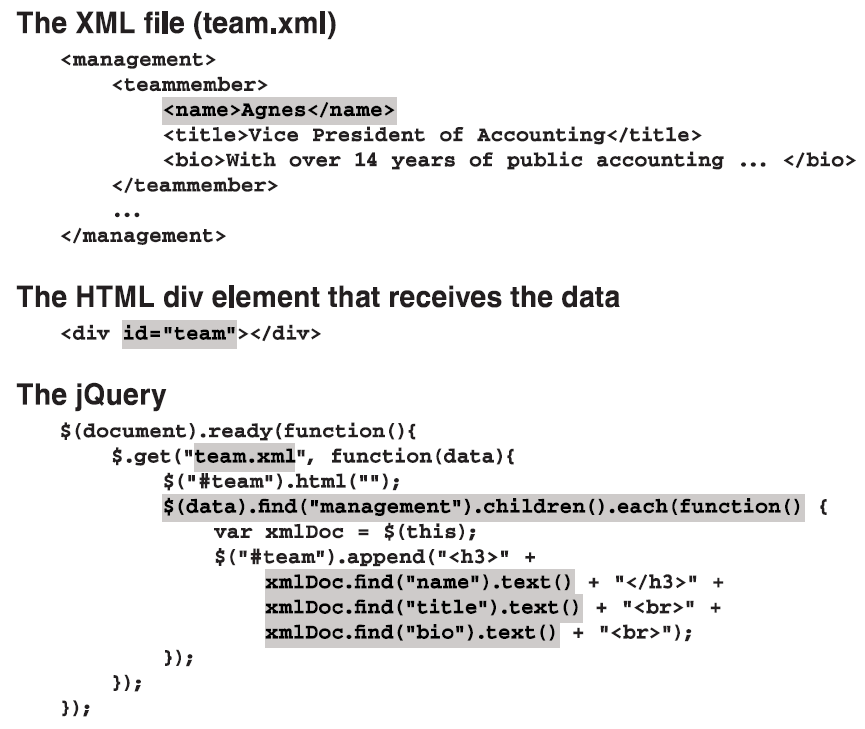 The XML file (team.xml)
<management>
<teammember>
<name>Agnes</name>
<title>Vice President of Accounting</title>
<bio>With over 14 years of public accounting ... </bio>
</teammember>
...
</management>
The HTML div element that receives the data
<div id="team"></div>
The jQuery
$(document).ready(function(){
$.get("team.xml", function(data){
$("#team").html("");
$(data).find("management").children().each(function() {
var xmlDoc = $(this);
$("#team").append("<h3>" +
xmlDoc.find("name").text() + "</h3>" +
xmlDoc.find("title").text() + "<br>" +
xmlDoc.find("bio").text() + "<br>");
});
});
});